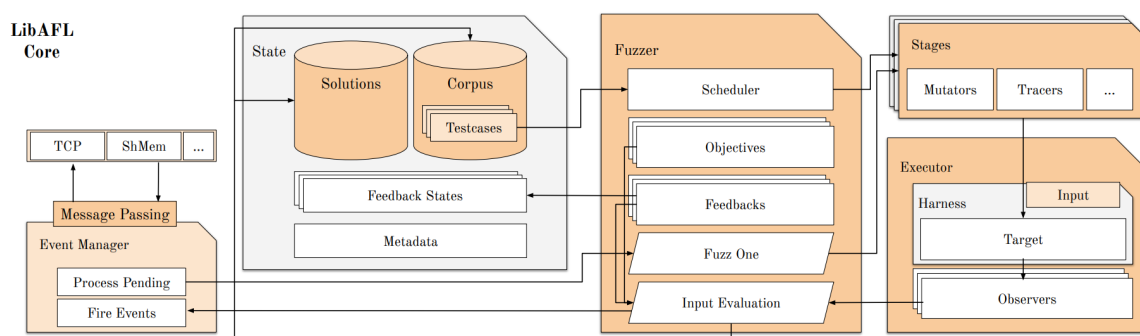 LibAFL
Core
State
Solutions
Corpus
Testcases
Feedback States
Metadata
TCP
ShMem
...
Message Passing
Event Manager
Process Pending
Fire Events
Fuzzer
Scheduler
Objectives
Feedbacks
Fuzz One
Input Evaluation
Stages
Mutators
Tracers
...
Executor
Harness
Input
Target
Observers